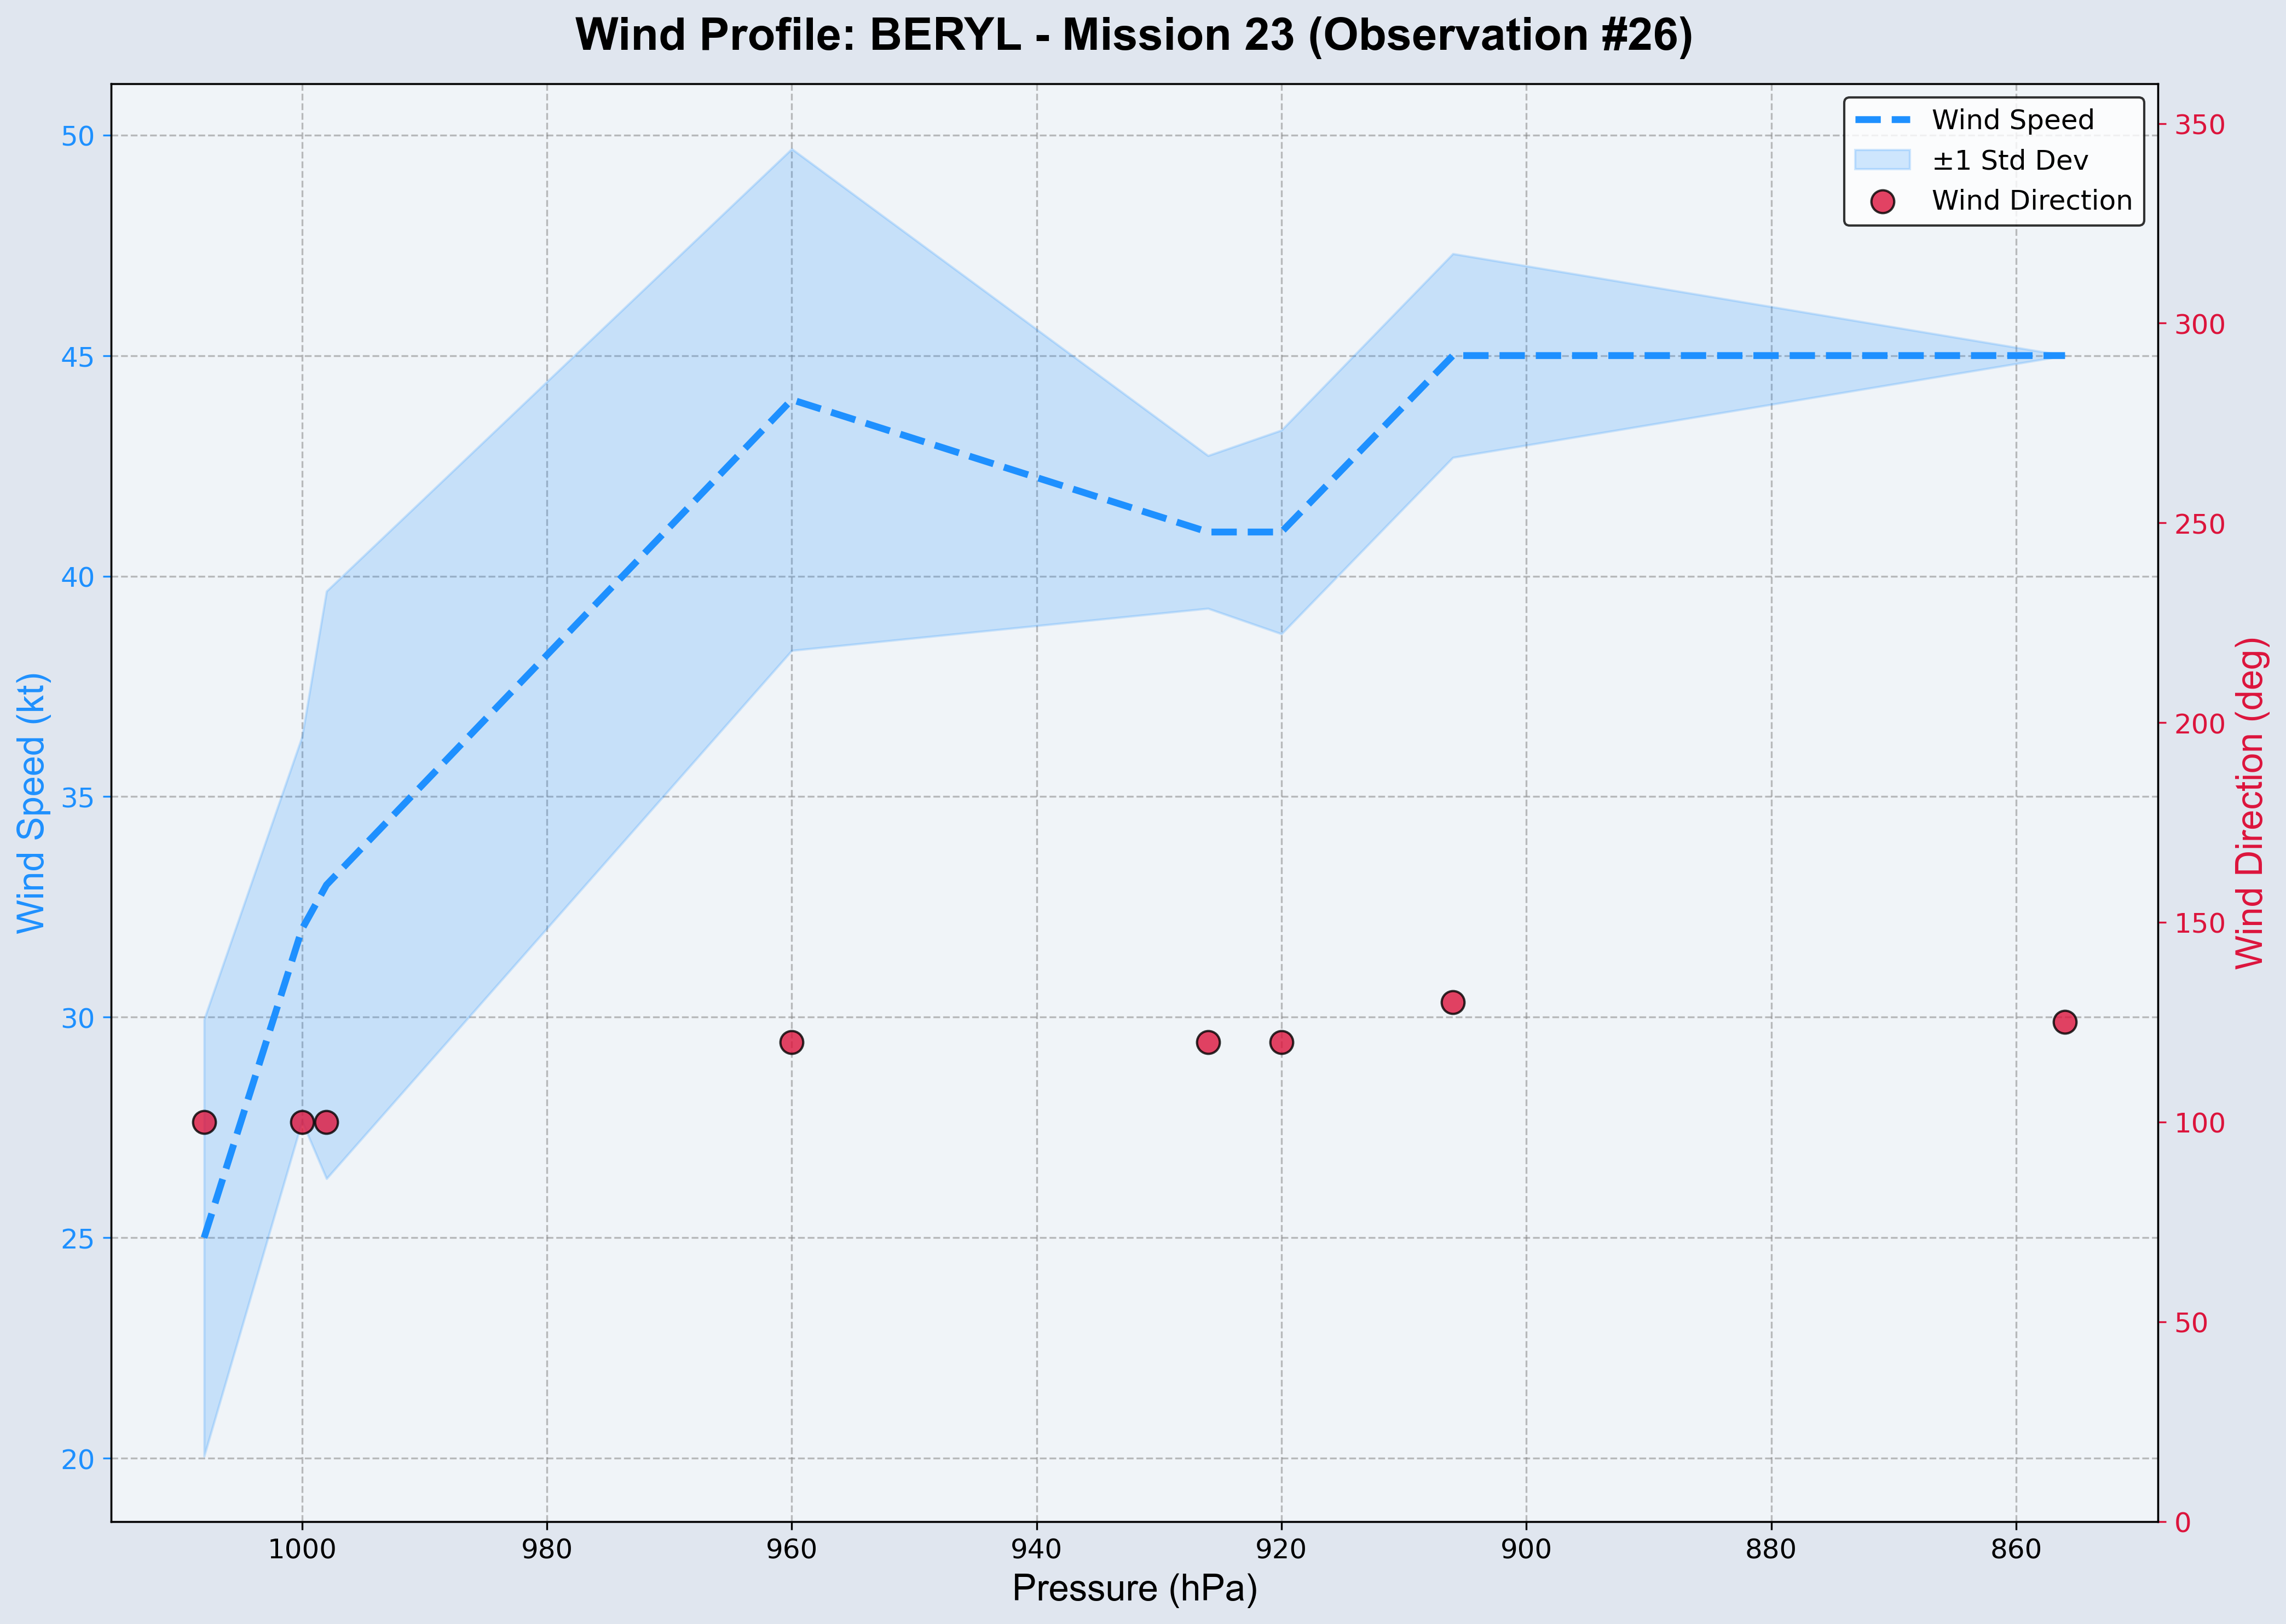 Wind Profile: BERYL - Mission 23 (Observation #26)
Wind Speed
±1 Std Dev
Wind Direction
Wind Speed (kt)
50
45
40
35
30
25
20
350
300
250
200
150
100
50
0
Wind Direction (deg)
1000 980 960 940 920 900 880 860
Pressure (hPa)